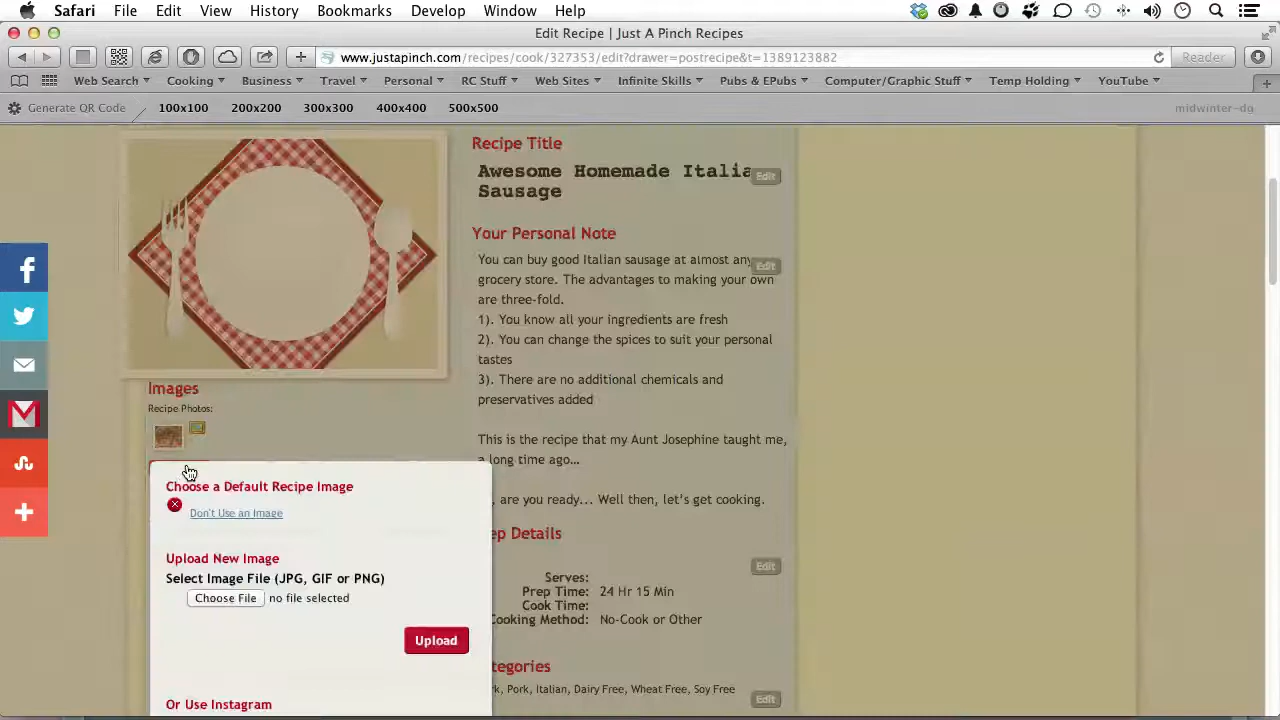 Safari File Edit View History Bookmarks Develop Window Help
Edit Recipe | Just A Pinch Recipes
www.justapinch.com/recipes/cook/327353/edit?drawer=postrecipe&t=1389123882
Reader
Web Search Cooking Business Travel Personal RC Stuff Web Sites Infinite Skills Pubs & EPubs Computer/Graphic Stuff Temp Holding YouTube
Generate QR Code 100x100 200x200 300x300 400x400 500x500 midwinter-dg
Recipe Title
Awesome Homemade Italia
Sausage
Edit
Your Personal Note
You can buy good Italian sausage at almost any
Edit
grocery store. The advantages to making your own
are three-fold.
1). You know all your ingredients are fresh
2). You can change the spices to suit your personal
tastes
3). There are no additional chemicals and
preservatives added
This is the recipe that my Aunt Josephine taught me,
a long time ago…
, are you ready... Well then, let's get cooking.
Images
Recipe Photos:
Choose a Default Recipe Image
Don't Use an Image
Upload New Image
Select Image File (JPG, GIF or PNG)
Choose File no file selected
Upload
Or Use Instagram
ep Details
Edit
Serves:
Prep Time: 24 Hr 15 Min
Cook Time:
Cooking Method: No-Cook or Other
tegories
rk, Pork, Italian, Dairy Free, Wheat Free, Soy Free
Edit